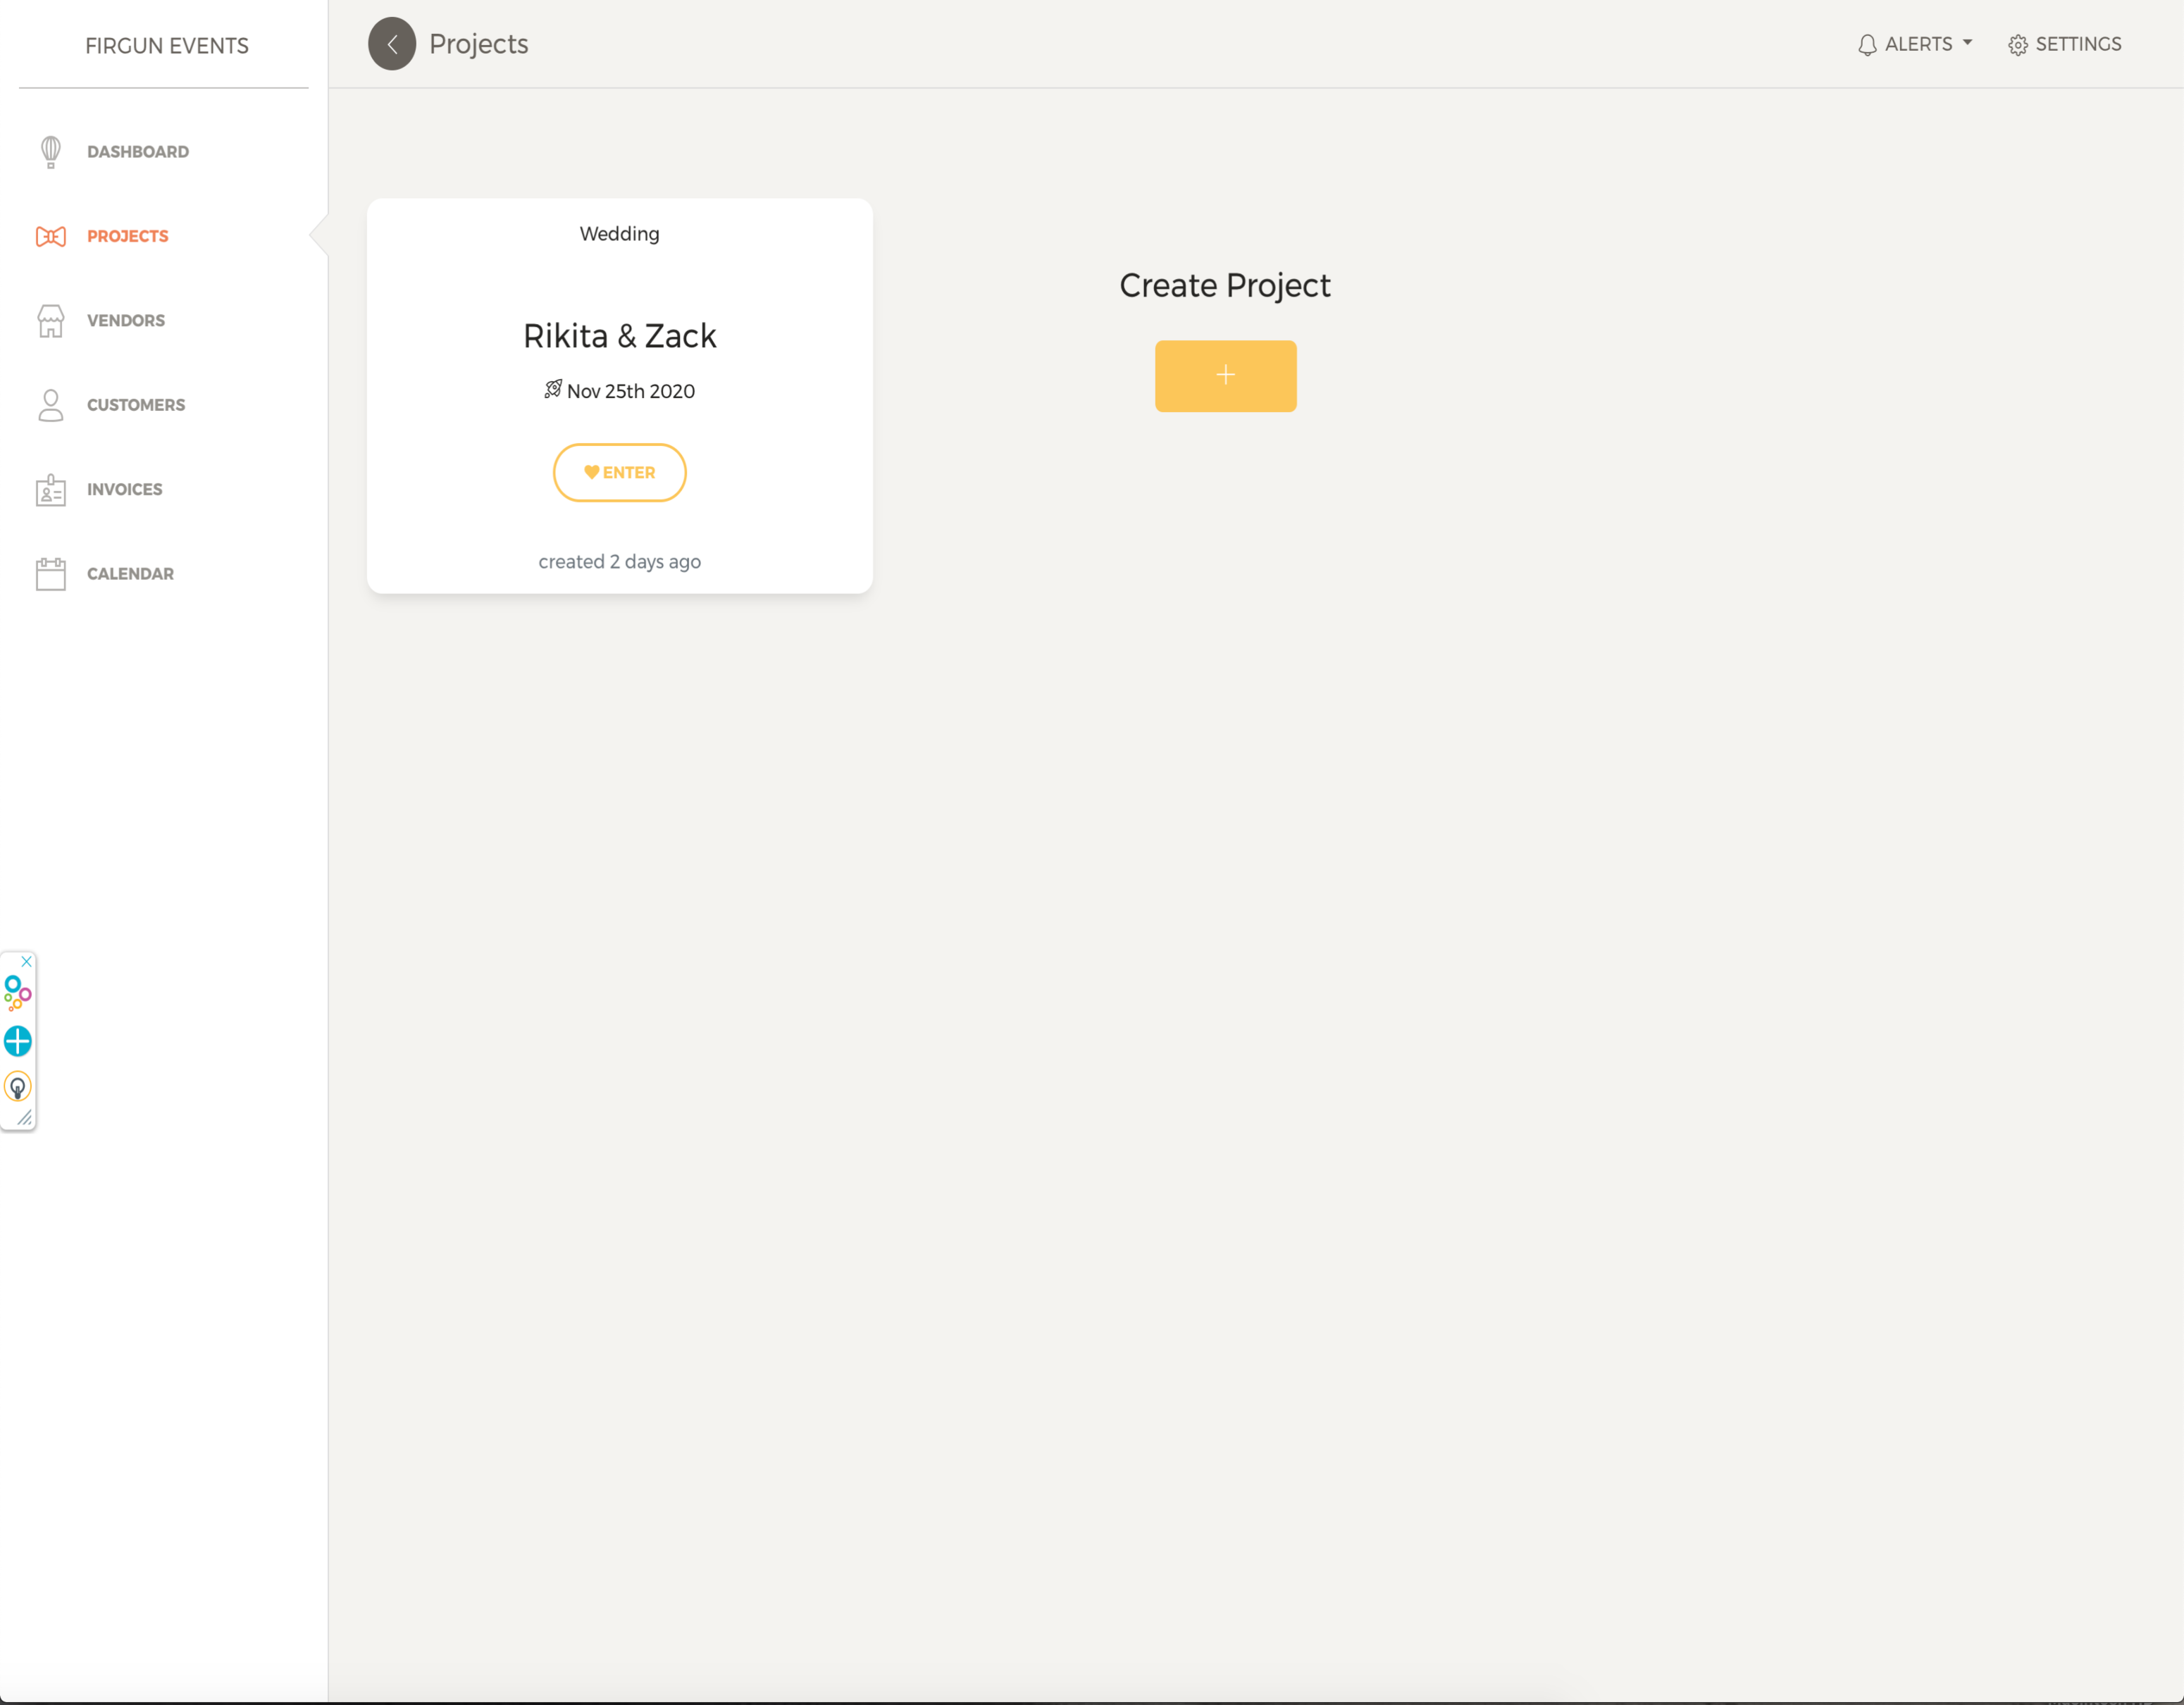 FIRGUN EVENTS
DASHBOARD
PROJECTS
VENDORS
CUSTOMERS
INVOICES
CALENDAR
Projects
ALERTS
SETTINGS
Wedding
Rikita & Zack
Nov 25th 2020
ENTER
created 2 days ago
Create Project
+